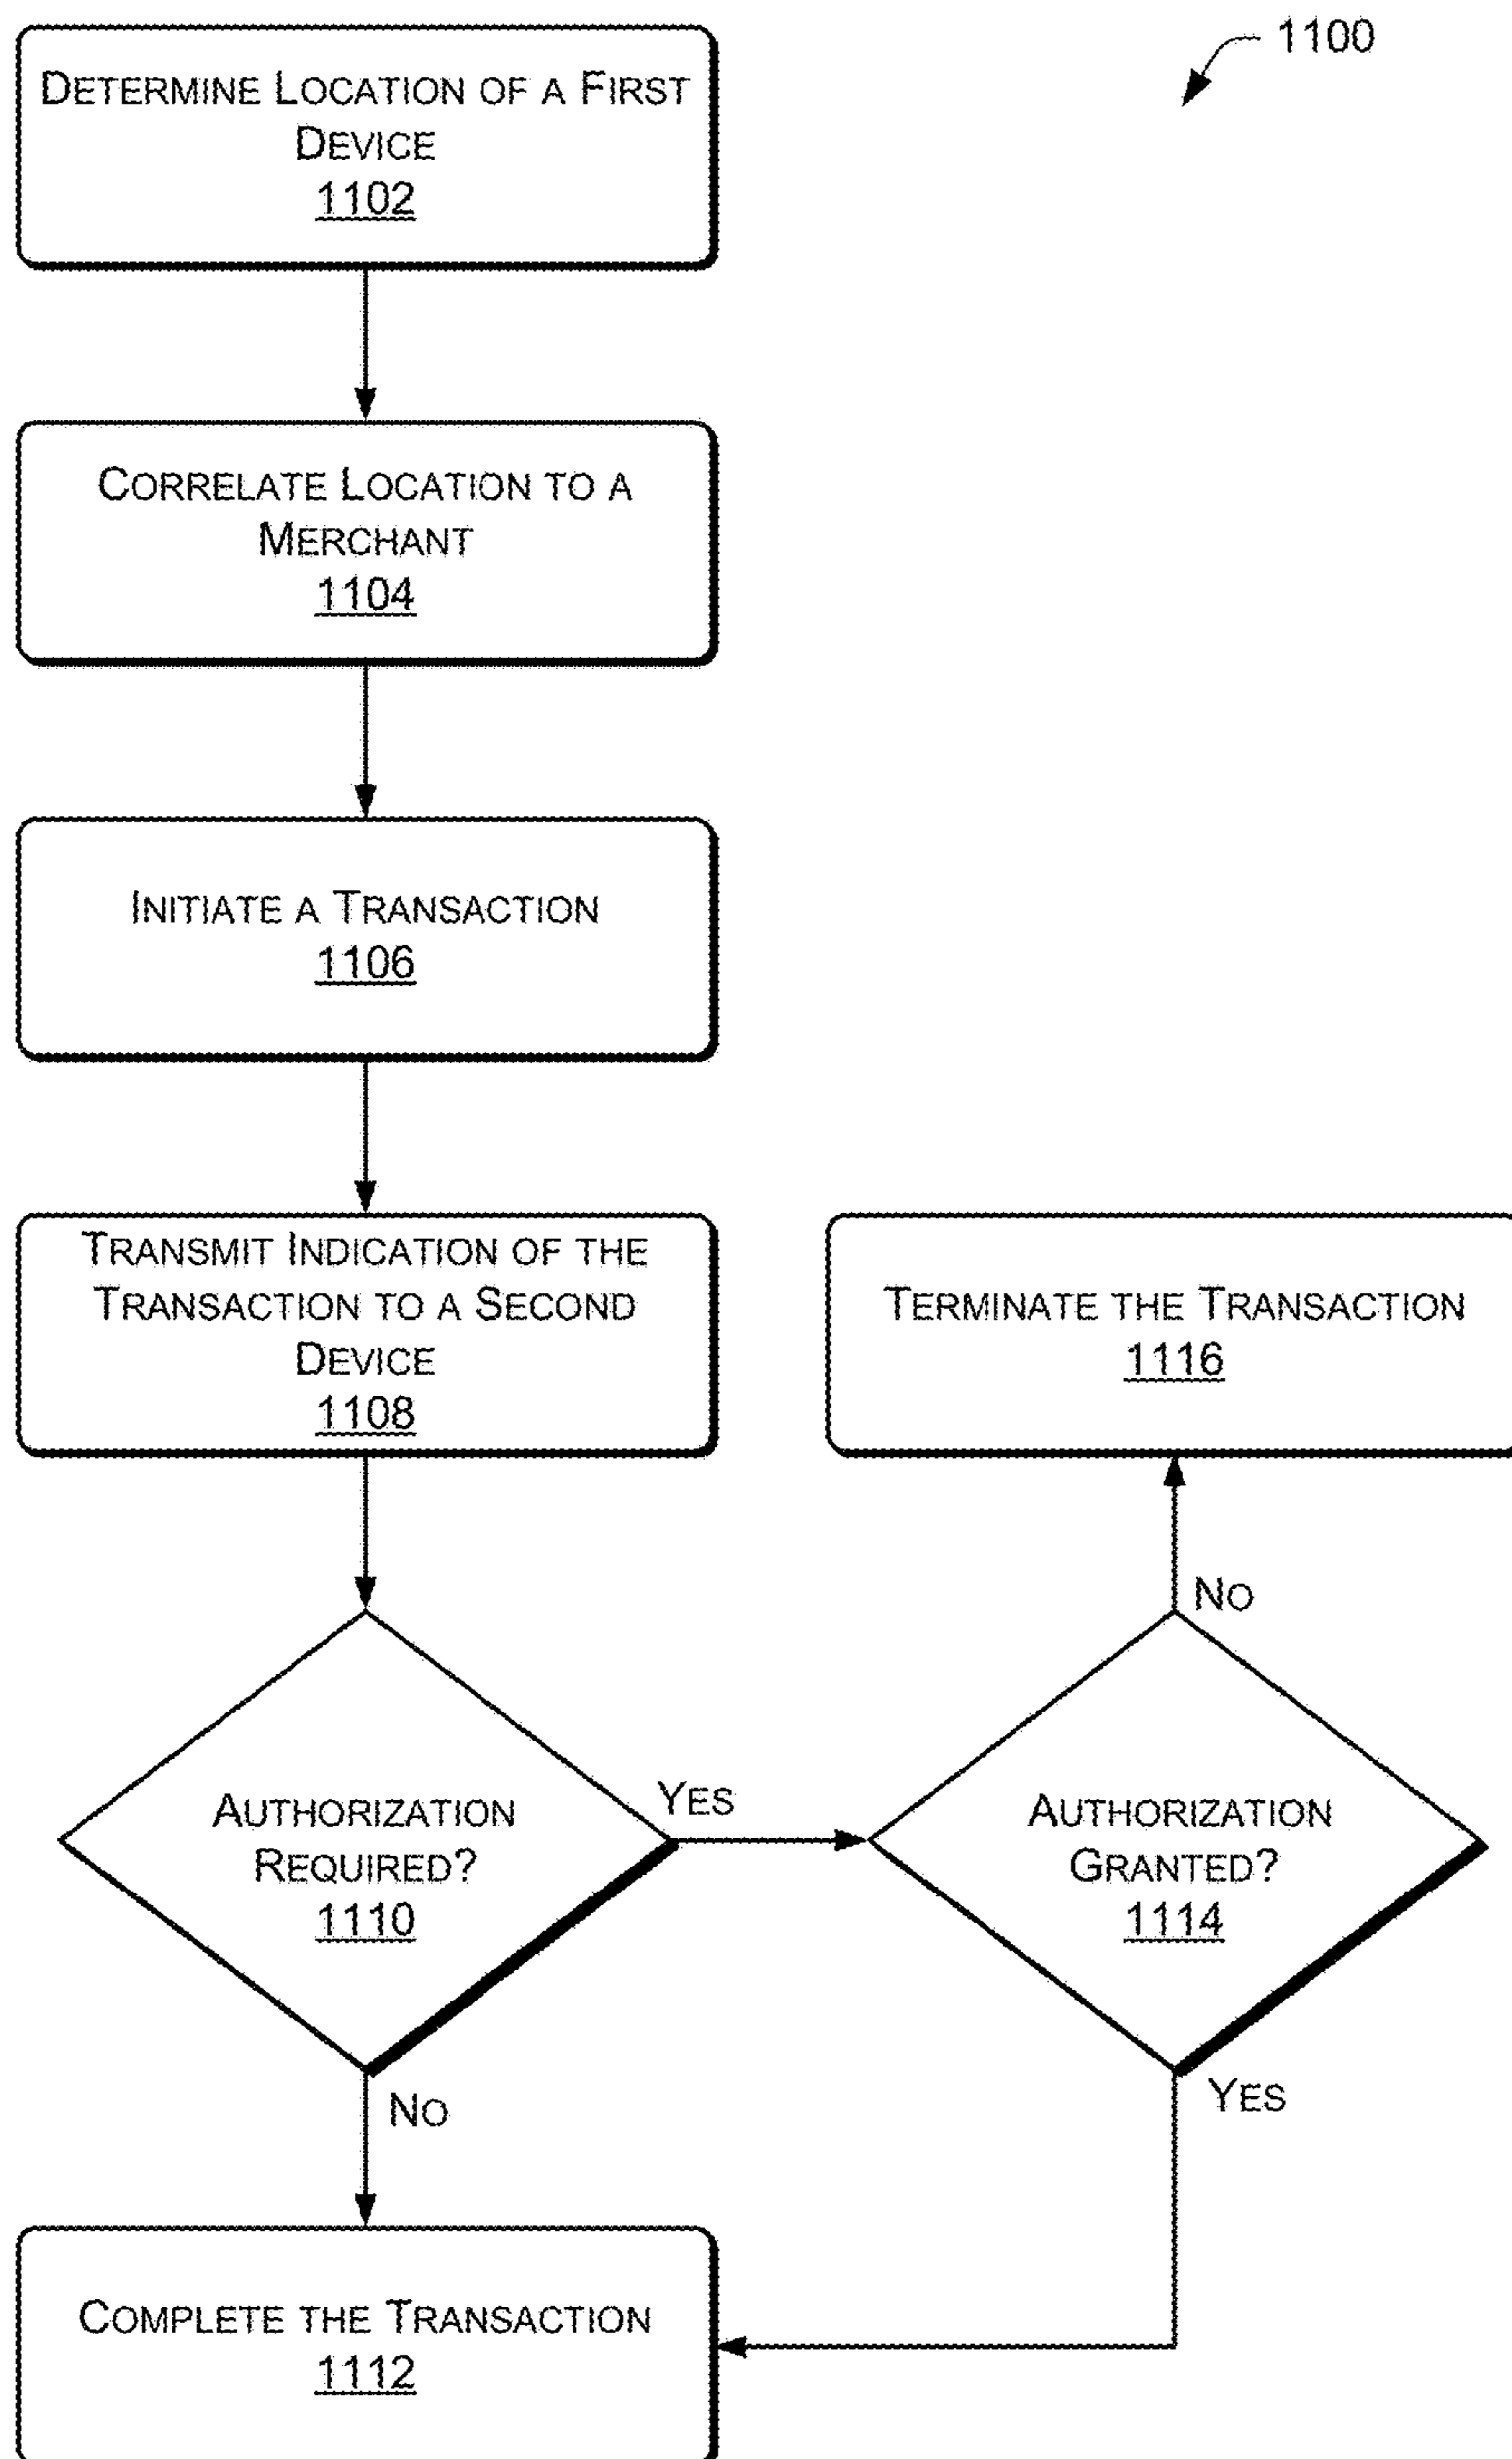 1100
DETERMINE LOCATION OF A FIRST
DEVICE
1102
CORRELATE LOCATION TO A
MERCHANT
1104
INITIATE A TRANSACTION
1106
TRANSMIT INDICATION OF THE
TRANSACTION TO A SECOND
DEVICE
1108
TERMINATE THE TRANSACTION
1116
NO
YES
AUTHORIZATION
REQUIRED?
1110
AUTHORIZATION
GRANTED?
1114
NO
YES
COMPLETE THE TRANSACTION
1112